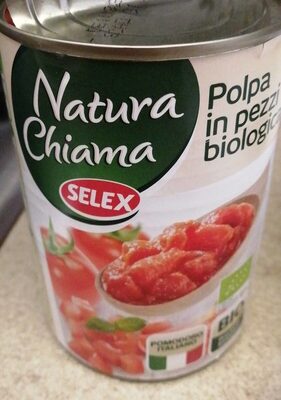 Natura
Chiama
SELEX
Polpa
in pezzi
biologica
POMODORO
ITALIANO
BIO